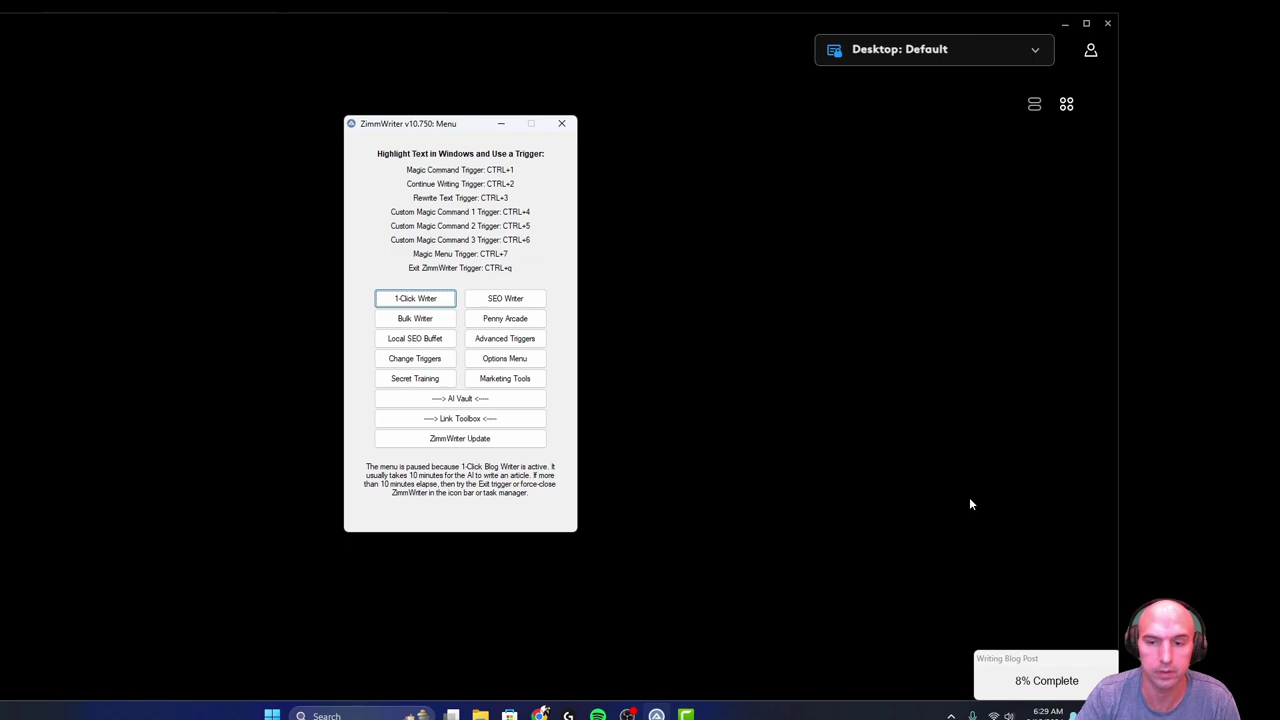 Desktop: Default
ZimmWriter v10.750: Menu
Highlight Text in Windows and Use a Trigger:
Magic Command Trigger: CTRL+1
Continue Writing Trigger: CTRL+2
Rewrite Text Trigger: CTRL+3
Custom Magic Command 1 Trigger: CTRL+4
Custom Magic Command 2 Trigger: CTRL+5
Custom Magic Command 3 Trigger: CTRL+6
Magic Menu Trigger: CTRL+7
Exit ZimmWriter Trigger: CTRL+q
1-Click Writer SEO Writer
Bulk Writer Penny Arcade
Local SEO Buffet Advanced Triggers
Change Triggers Options Menu
Secret Training Marketing Tools
----> AI Vault <----
----> Link Toolbox <----
ZimmWriter Update
The menu is paused because 1-Click Blog Writer is active. It
usually takes 10 minutes for the AI to write an article. If more
than 10 minutes elapse, then try the Exit trigger or force-close
ZimmWriter in the icon bar or task manager.
Writing Blog Post
8% Complete
Search
6:29 AM